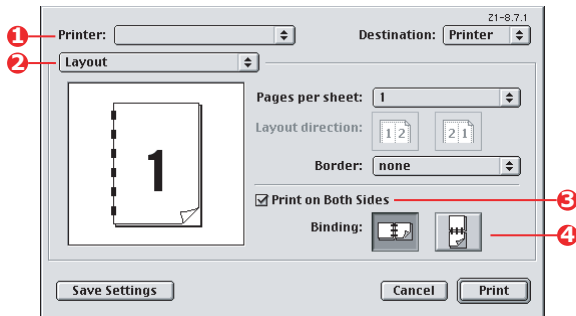 Z1-8.7.1
1 Printer: Destination: Printer
2 Layout
Pages per sheet: 1
Layout direction: 1 2 2 1
1
Border: none
Print on Both Sides 3
Binding: 4
Save Settings Cancel Print